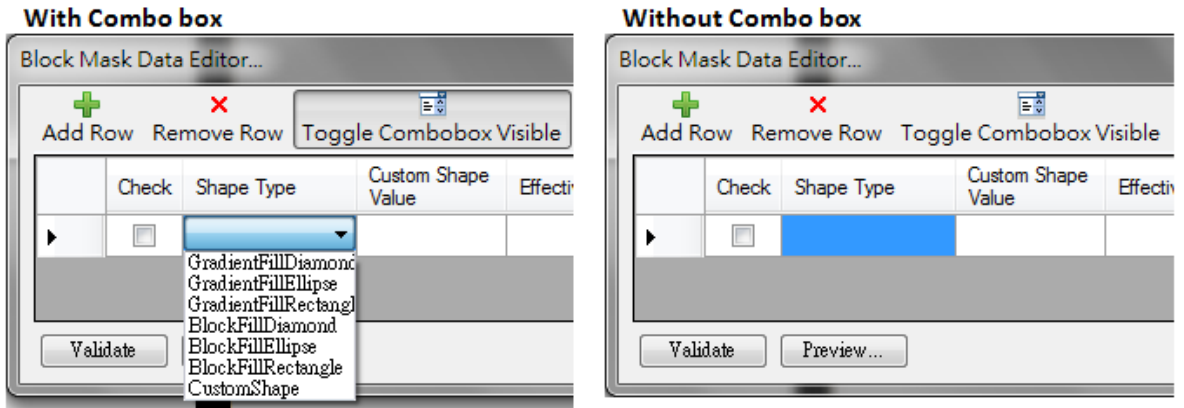 With Combo box
Block Mask Data Editor...
Add Row Remove Row Toggle Combobox Visible
Check Shape Type Custom Shape Value Effectiv
GradientFillDiamond
GradientFillEllipse
GradientFillRectangl
BlockFillDiamond
BlockFillEllipse
BlockFillRectangle
CustomShape
Validate
Without Combo box
Block Mask Data Editor...
Add Row Remove Row Toggle Combobox Visible
Check Shape Type Custom Shape Value Effectiv
Validate Preview...